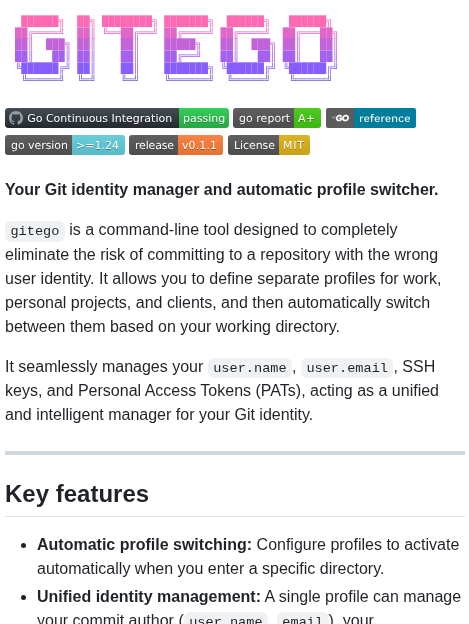 GITEGO
Go Continuous Integration passing go report A+ GO reference
go version >=1.24 release v0.1.1 License MIT
Your Git identity manager and automatic profile switcher.
gitego is a command-line tool designed to completely
eliminate the risk of committing to a repository with the wrong
user identity. It allows you to define separate profiles for work,
personal projects, and clients, and then automatically switch
between them based on your working directory.
It seamlessly manages your user.name, user.email, SSH
keys, and Personal Access Tokens (PATs), acting as a unified
and intelligent manager for your Git identity.
Key features
• Automatic profile switching: Configure profiles to activate
automatically when you enter a specific directory.
• Unified identity management: A single profile can manage
your commit author (user.name, email), your